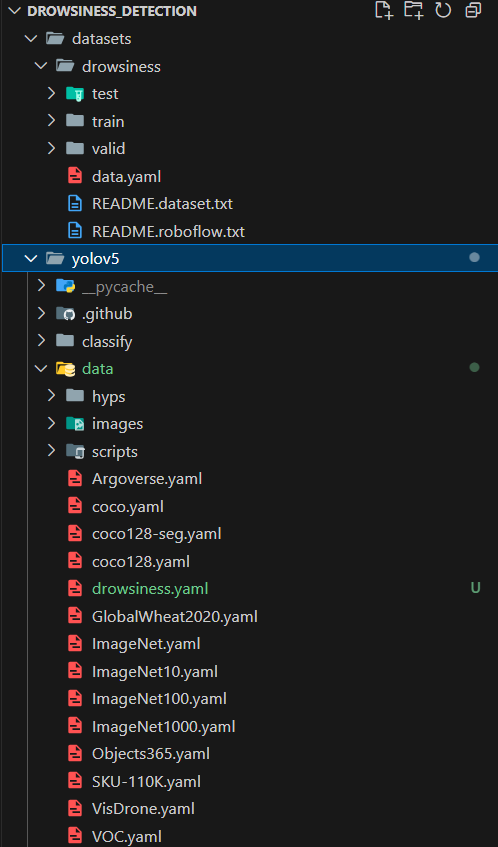 DROWSINESS_DETECTION
datasets
drowsiness
test
train
valid
data.yaml
README.dataset.txt
README.roboflow.txt
yolov5
__pycache__
.github
classify
data
hyps
images
scripts
Argoverse.yaml
coco.yaml
coco128-seg.yaml
coco128.yaml
drowsiness.yaml U
GlobalWheat2020.yaml
ImageNet.yaml
ImageNet10.yaml
ImageNet100.yaml
ImageNet1000.yaml
Objects365.yaml
SKU-110K.yaml
VisDrone.yaml
VOC.yaml